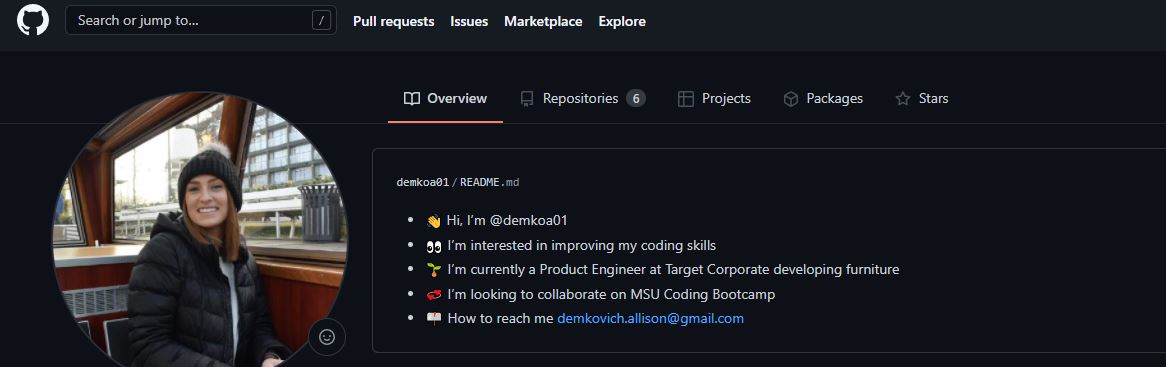 Search or jump to... /
Pull requests Issues Marketplace Explore
Overview Repositories 6 Projects Packages Stars
demkoa01 / README.md
👋 Hi, I’m @demkoa01
👀 I’m interested in improving my coding skills
🌱 I’m currently a Product Engineer at Target Corporate developing furniture
💞️ I’m looking to collaborate on MSU Coding Bootcamp
📫 How to reach me demkovich.allison@gmail.com